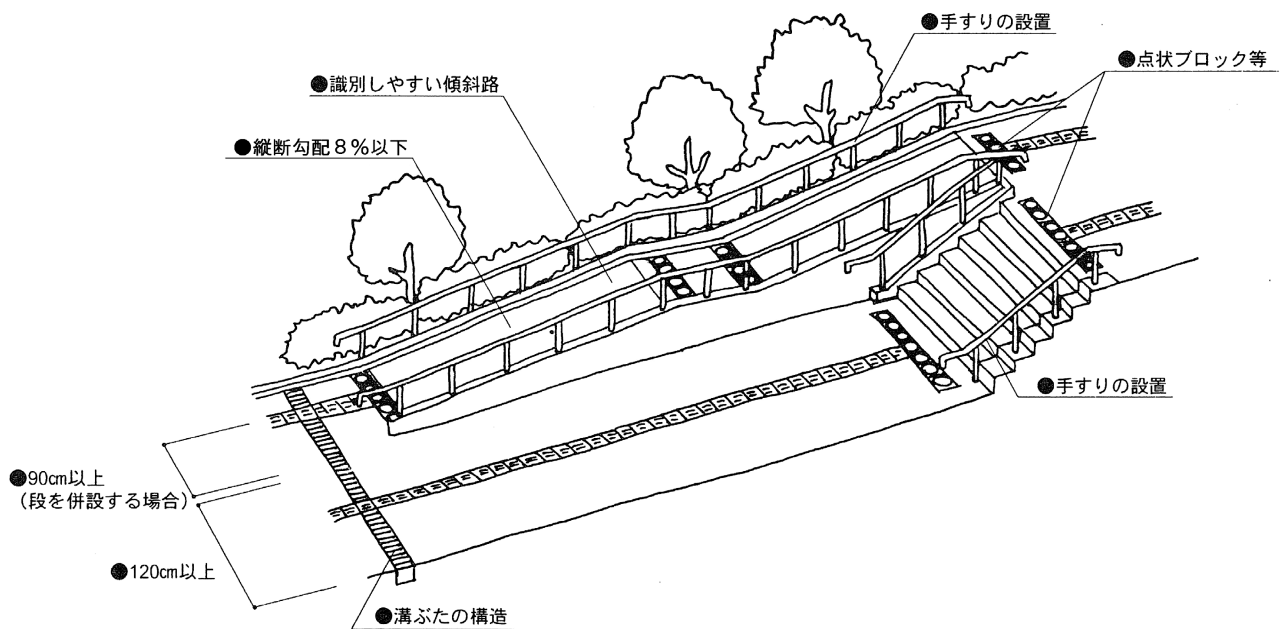 ●手すりの設置
●点状ブロック等
●識別しやすい傾斜路
●縦断勾配8%以下
●手すりの設置
●90㎝以上
(段を併設する場合)
●120㎝以上
●溝ぶたの構造